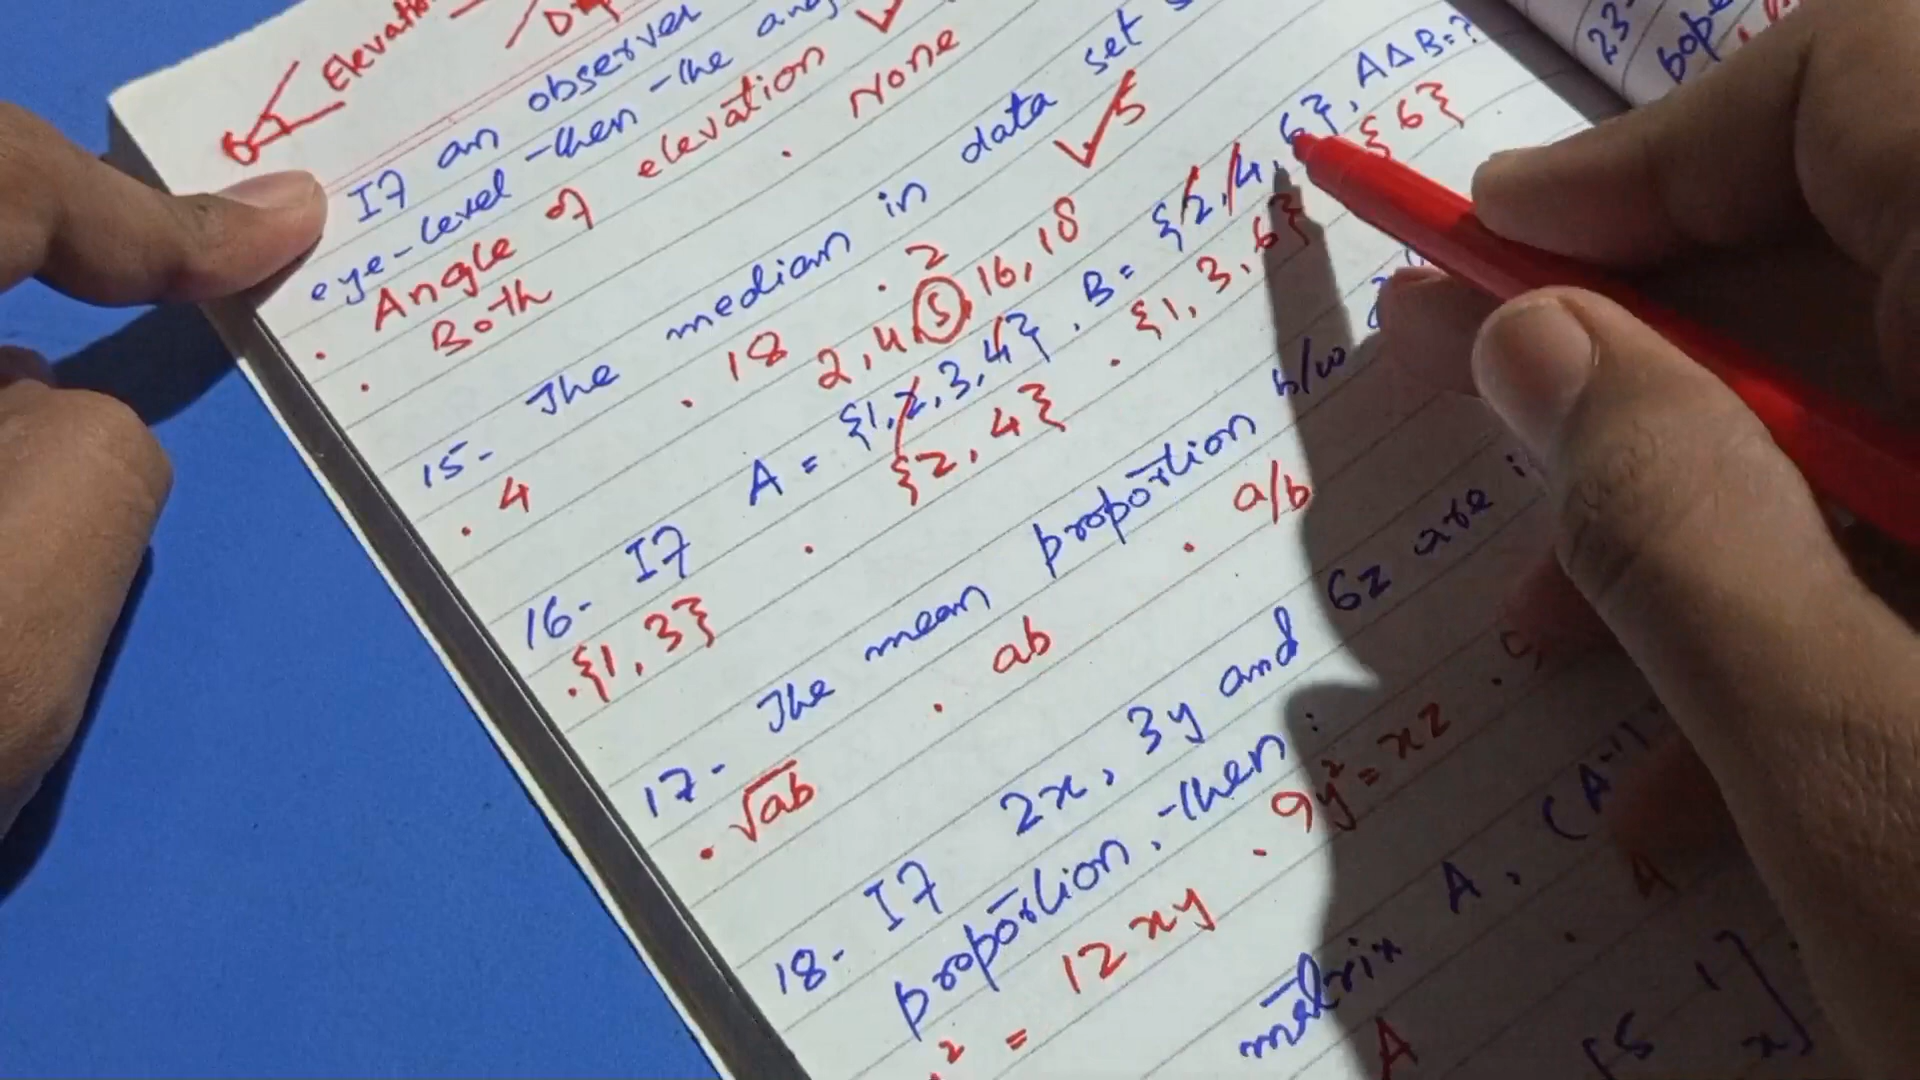 Elevation
If an observer
eye-level then the
Angle of elevation
Both . None
15- The median in data set
. 4 . 18 . 2 ✓5
2, 4, 5, 16, 18
16- If A = {1, 2, 3, 4}, B = {2, 4, 6}, A∆B=?
.{1, 3} . {2, 4} . {1, 3, 6} {6}
17- The mean proportion b/w
. √ab . ab . a/b
18- If 2x, 3y and 6z are
proportion, then:
² = 12xy . 9y² = xz
matrix A, (A⁻¹)
A . A